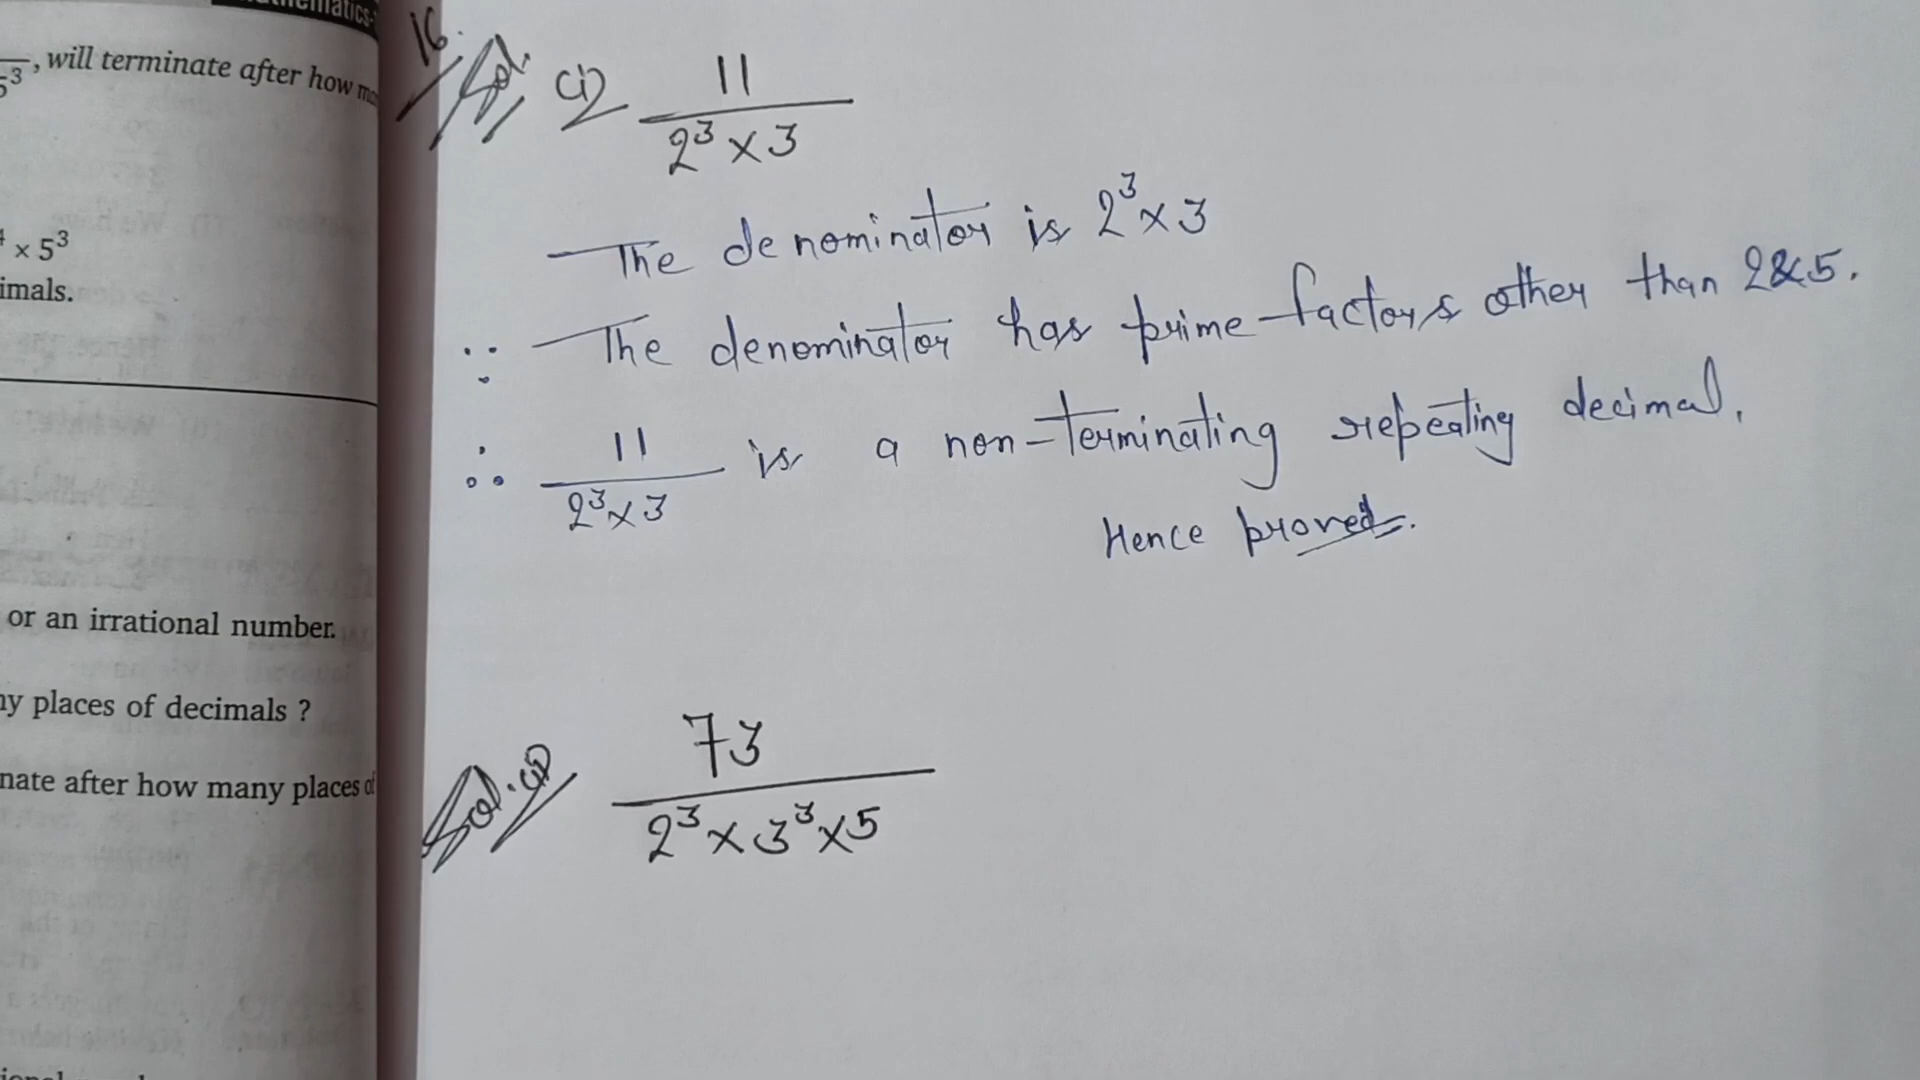 , will terminate after how
× 5³
imals.
or an irrational number.
ny places of decimals ?
nate after how many places of
16.
Sol. (i) 11 / 2³ × 3
The denominator is 2³ × 3
∵ The denominator has prime factors other than 2 & 5.
∴ 11 / 2³ × 3 is a non-terminating repeating decimal.
Hence proved.
Sol. (ii) 73 / 2³ × 3³ × 5